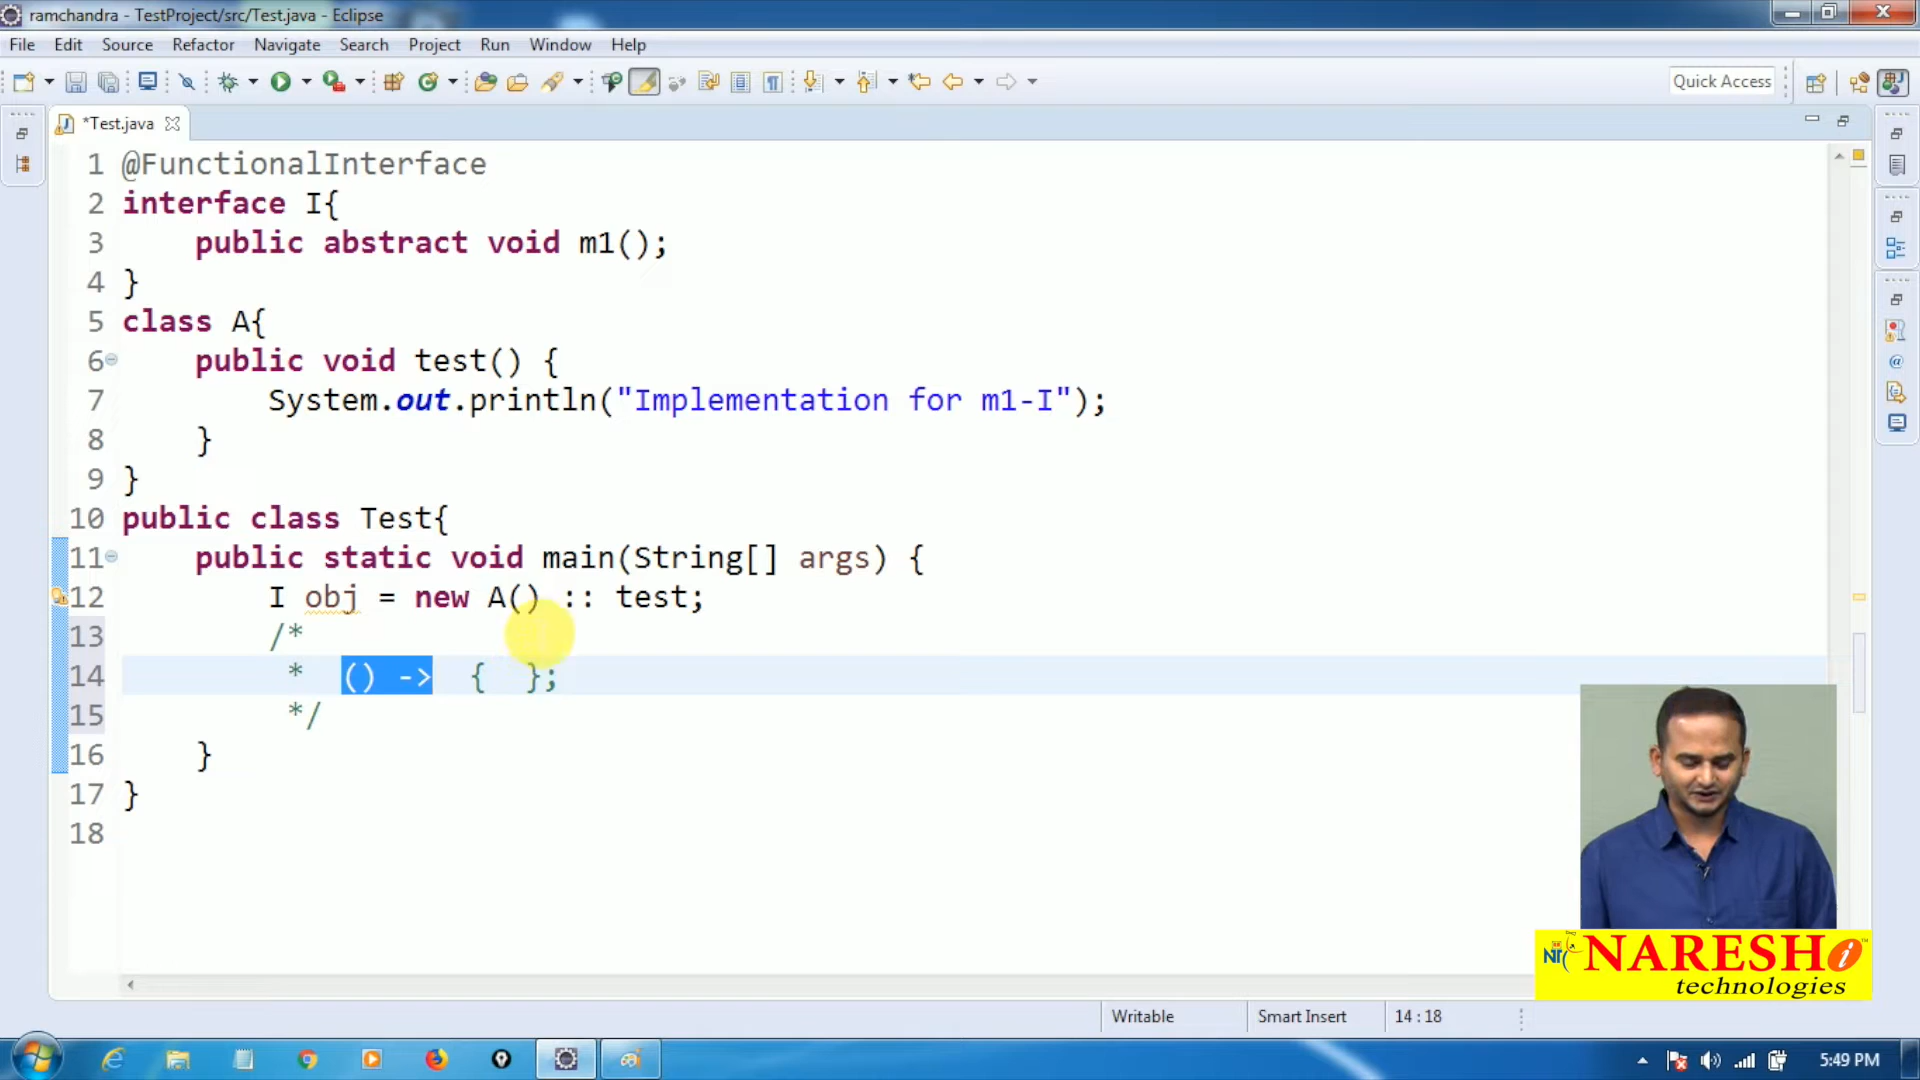 ramchandra - TestProject/src/Test.java - Eclipse
File Edit Source Refactor Navigate Search Project Run Window Help
Quick Access
*Test.java
1 @FunctionalInterface
2 interface I{
3 public abstract void m1();
4 }
5 class A{
6 public void test() {
7 System.out.println("Implementation for m1-I");
8 }
9 }
10 public class Test{
11 public static void main(String[] args) {
12 I obj = new A() :: test;
13 /*
14 * () -> { };
15 */
16 }
17 }
18
NARESH i
technologies
Writable Smart Insert 14 : 18
5:49 PM